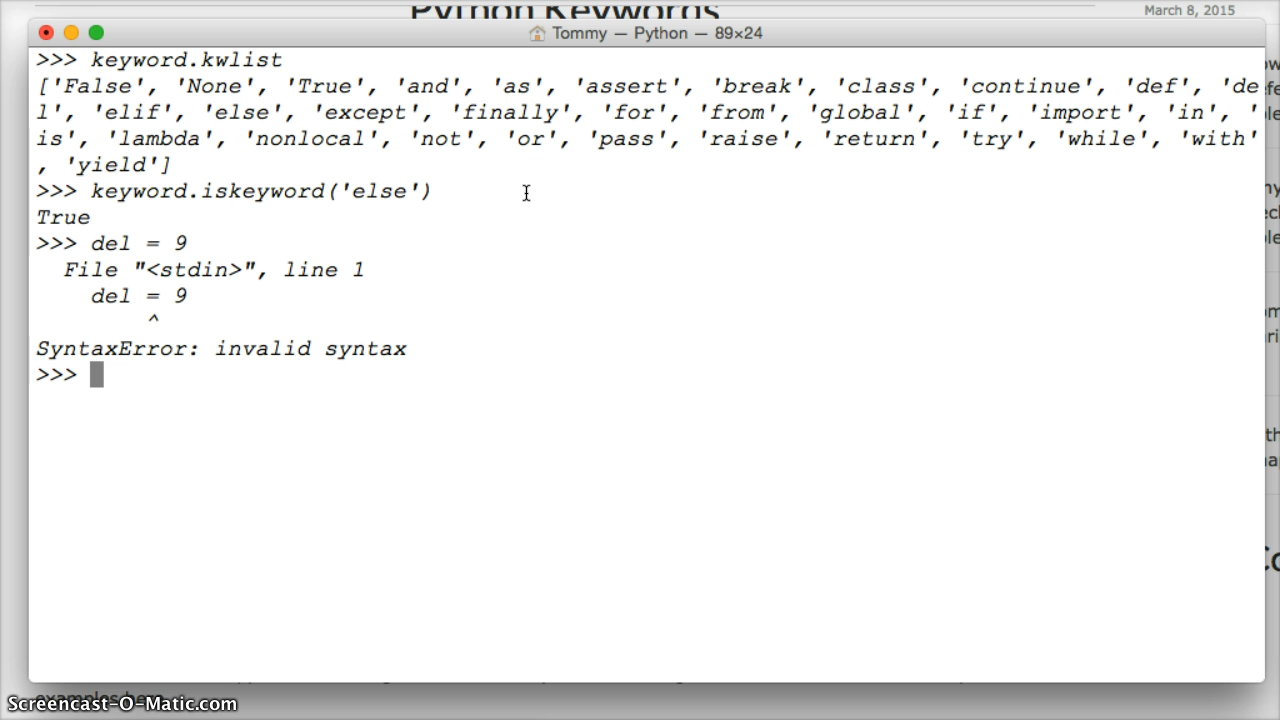 Python Keywords
March 8, 2015
Tommy — Python — 89×24
>>> keyword.kwlist
['False', 'None', 'True', 'and', 'as', 'assert', 'break', 'class', 'continue', 'def', 'de
l', 'elif', 'else', 'except', 'finally', 'for', 'from', 'global', 'if', 'import', 'in', '
is', 'lambda', 'nonlocal', 'not', 'or', 'pass', 'raise', 'return', 'try', 'while', 'with'
, 'yield']
>>> keyword.iskeyword('else')
True
>>> del = 9
File "<stdin>", line 1
del = 9
^
SyntaxError: invalid syntax
>>>
Screencast-O-Matic.com